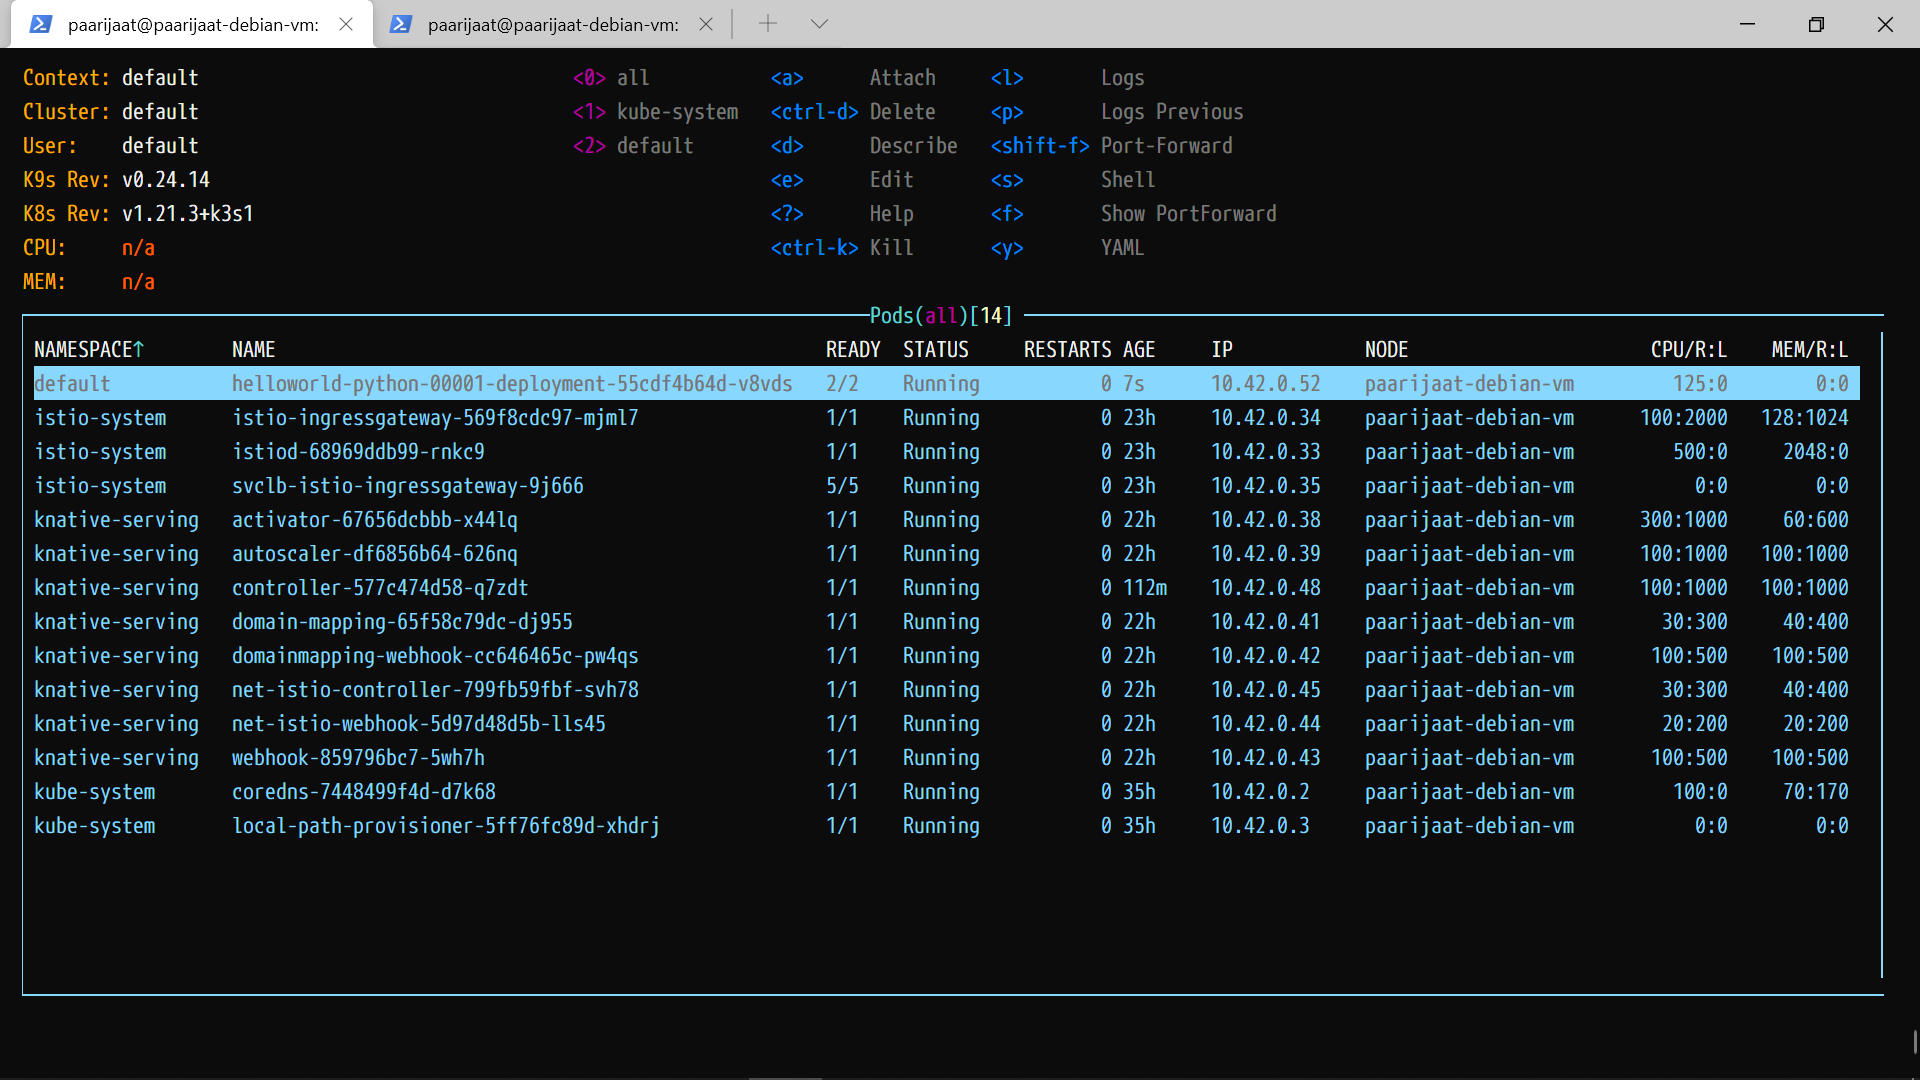 paarijaat@paarijaat-debian-vm: paarijaat@paarijaat-debian-vm:
Context: default <0> all <a> Attach <l> Logs
Cluster: default <1> kube-system <ctrl-d> Delete <p> Logs Previous
User: default <2> default <d> Describe <shift-f> Port-Forward
K9s Rev: v0.24.14 <e> Edit <s> Shell
K8s Rev: v1.21.3+k3s1 <?> Help <f> Show PortForward
CPU: n/a <ctrl-k> Kill <y> YAML
MEM: n/a
Pods(all)[14]
NAMESPACE↑ NAME READY STATUS RESTARTS AGE IP NODE CPU/R:L MEM/R:L
default helloworld-python-00001-deployment-55cdf4b64d-v8vds 2/2 Running 0 7s 10.42.0.52 paarijaat-debian-vm 125:0 0:0
istio-system istio-ingressgateway-569f8cdc97-mjml7 1/1 Running 0 23h 10.42.0.34 paarijaat-debian-vm 100:2000 128:1024
istio-system istiod-68969ddb99-rnkc9 1/1 Running 0 23h 10.42.0.33 paarijaat-debian-vm 500:0 2048:0
istio-system svclb-istio-ingressgateway-9j666 5/5 Running 0 23h 10.42.0.35 paarijaat-debian-vm 0:0 0:0
knative-serving activator-67656dcbbb-x44lq 1/1 Running 0 22h 10.42.0.38 paarijaat-debian-vm 300:1000 60:600
knative-serving autoscaler-df6856b64-626nq 1/1 Running 0 22h 10.42.0.39 paarijaat-debian-vm 100:1000 100:1000
knative-serving controller-577c474d58-q7zdt 1/1 Running 0 112m 10.42.0.48 paarijaat-debian-vm 100:1000 100:1000
knative-serving domain-mapping-65f58c79dc-dj955 1/1 Running 0 22h 10.42.0.41 paarijaat-debian-vm 30:300 40:400
knative-serving domainmapping-webhook-cc646465c-pw4qs 1/1 Running 0 22h 10.42.0.42 paarijaat-debian-vm 100:500 100:500
knative-serving net-istio-controller-799fb59fbf-svh78 1/1 Running 0 22h 10.42.0.45 paarijaat-debian-vm 30:300 40:400
knative-serving net-istio-webhook-5d97d48d5b-lls45 1/1 Running 0 22h 10.42.0.44 paarijaat-debian-vm 20:200 20:200
knative-serving webhook-859796bc7-5wh7h 1/1 Running 0 22h 10.42.0.43 paarijaat-debian-vm 100:500 100:500
kube-system coredns-7448499f4d-d7k68 1/1 Running 0 35h 10.42.0.2 paarijaat-debian-vm 100:0 70:170
kube-system local-path-provisioner-5ff76fc89d-xhdrj 1/1 Running 0 35h 10.42.0.3 paarijaat-debian-vm 0:0 0:0